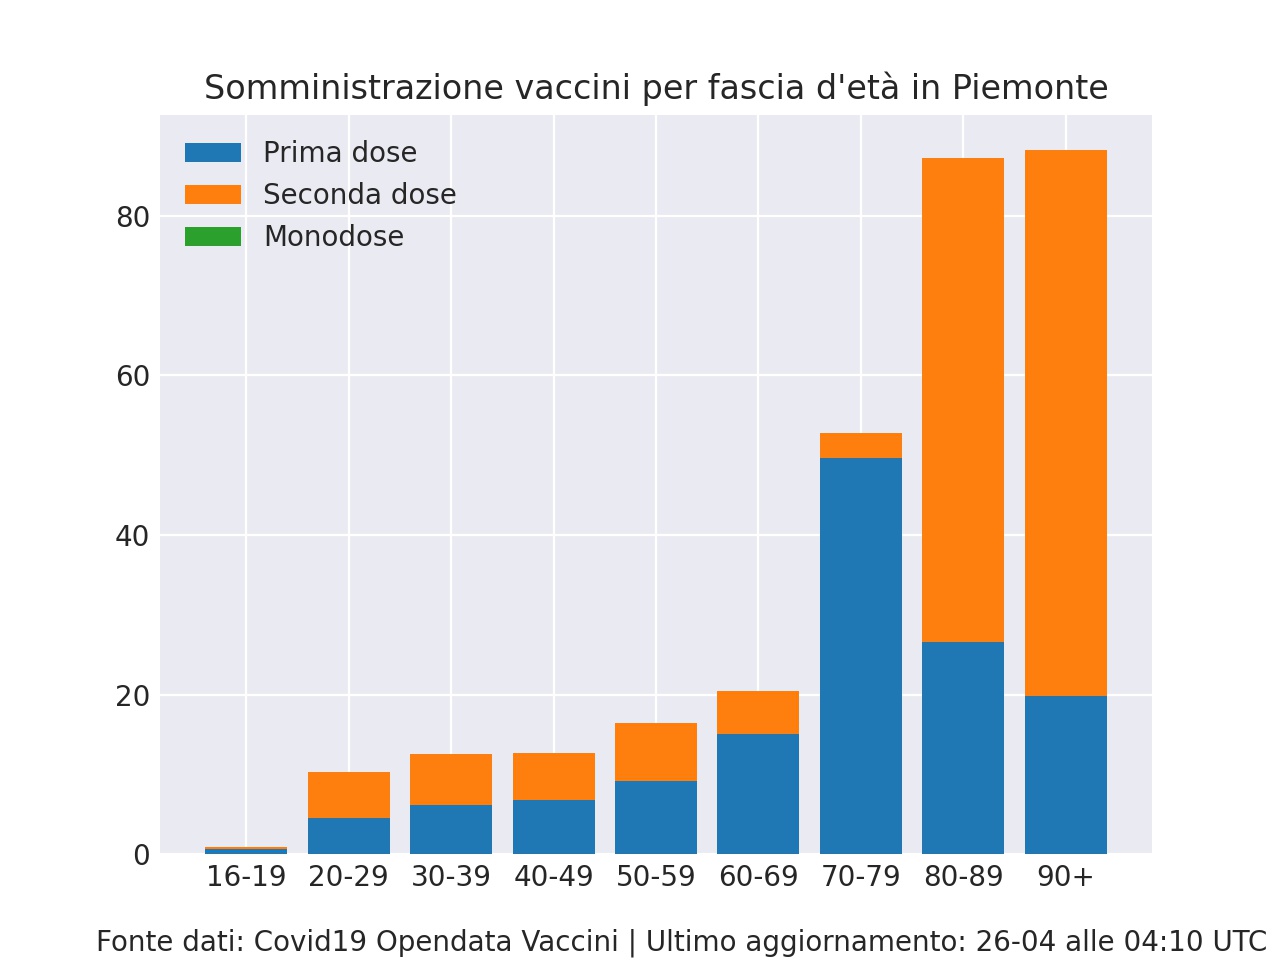 Somministrazione vaccini per fascia d'età in Piemonte
Prima dose
Seconda dose
Monodose
80
60
40
20
0
16-19 20-29 30-39 40-49 50-59 60-69 70-79 80-89 90+
Fonte dati: Covid19 Opendata Vaccini | Ultimo aggiornamento: 26-04 alle 04:10 UTC